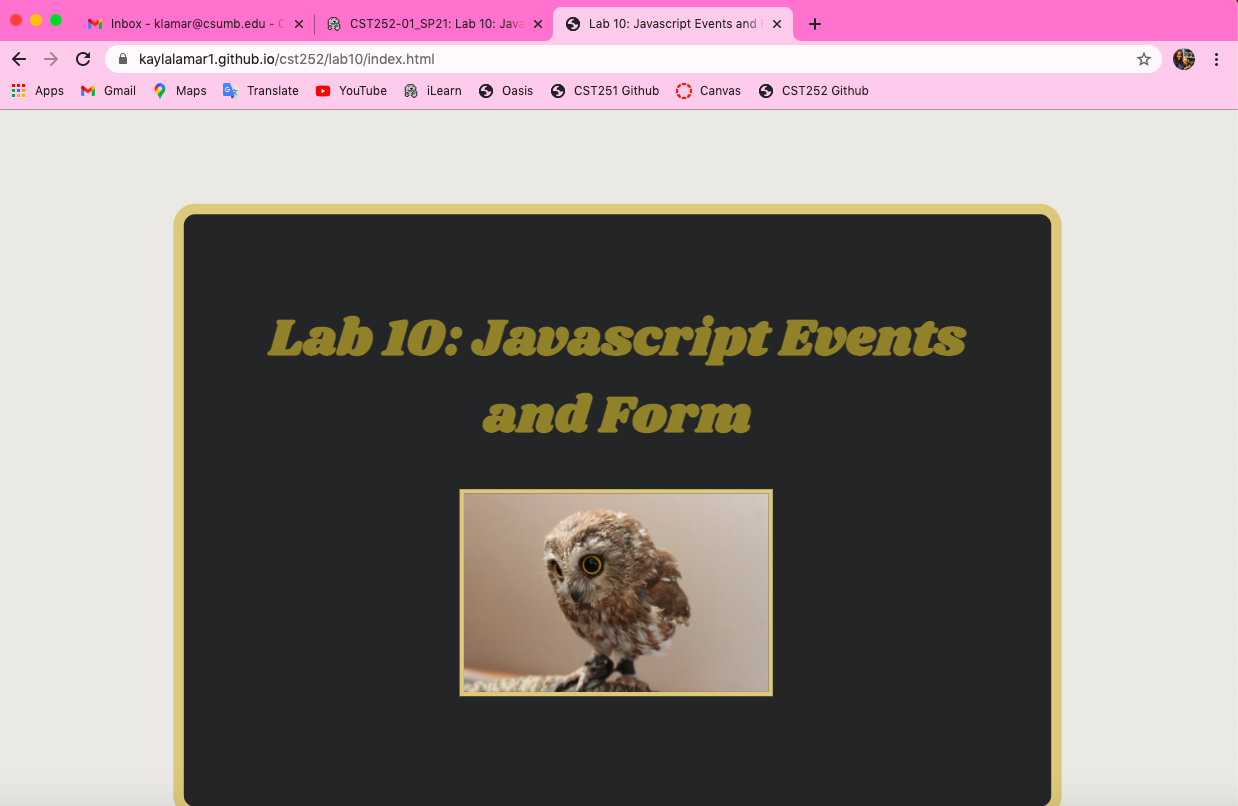 Inbox - klamar@csumb.edu - C
CST252-01_SP21: Lab 10: Java
Lab 10: Javascript Events and F
kaylalamar1.github.io/cst252/lab10/index.html
Apps
Gmail
Maps
Translate
YouTube
iLearn
Oasis
CST251 Github
Canvas
CST252 Github
Lab 10: Javascript Events
and Form